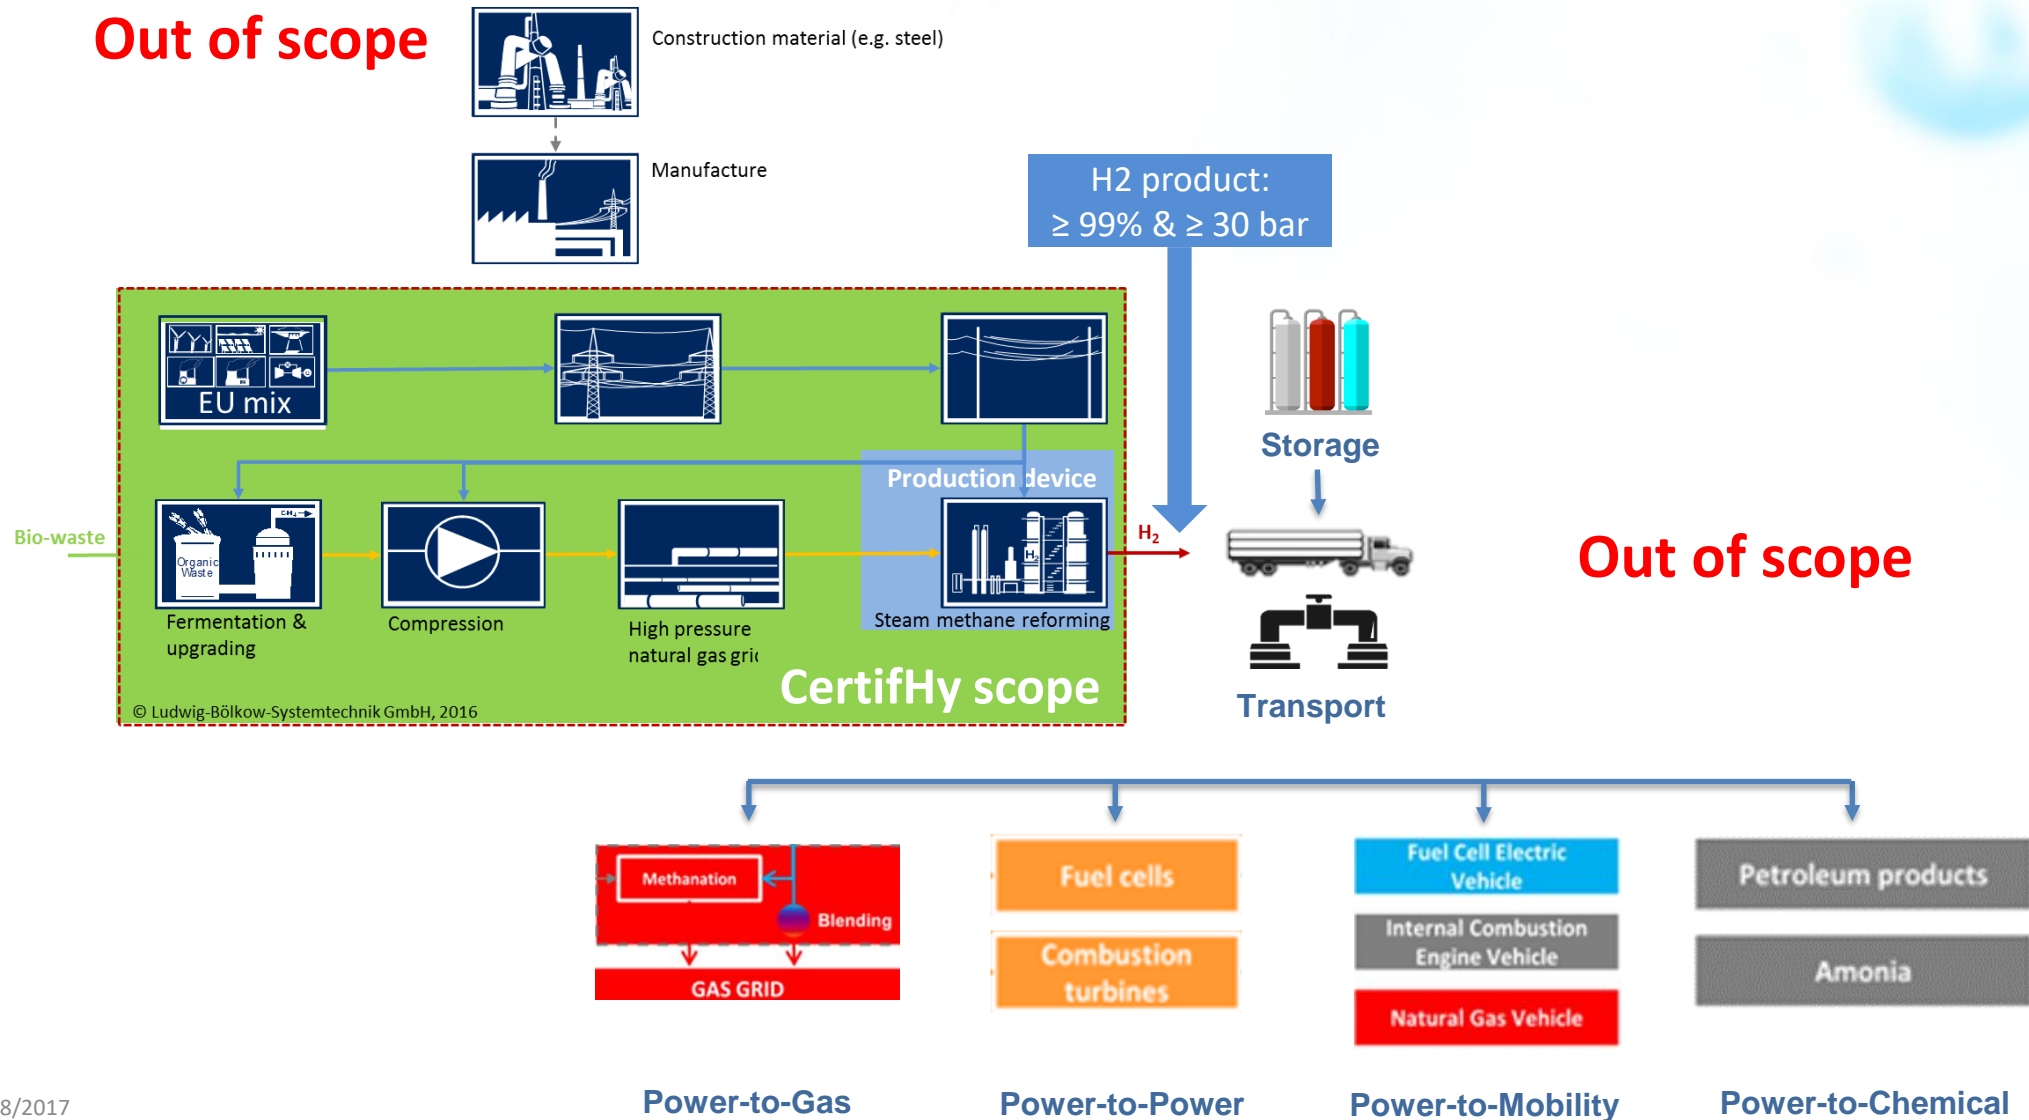 Out of scope
Construction material (e.g. steel)
Manufacture
H2 product:
≥ 99% & ≥ 30 bar
EU mix
Storage
Production device
Bio-waste
Organic
Waste
CH₄
H₂
H₂
Out of scope
Fermentation &
upgrading
Compression
High pressure
natural gas grid
Steam methane reforming
CertifHy scope
© Ludwig-Bölkow-Systemtechnik GmbH, 2016
Transport
Methanation
Blending
GAS GRID
Fuel cells
Combustion
turbines
Fuel Cell Electric
Vehicle
Internal Combustion
Engine Vehicle
Natural Gas Vehicle
Petroleum products
Amonia
8/2017
Power-to-Gas
Power-to-Power
Power-to-Mobility
Power-to-Chemical